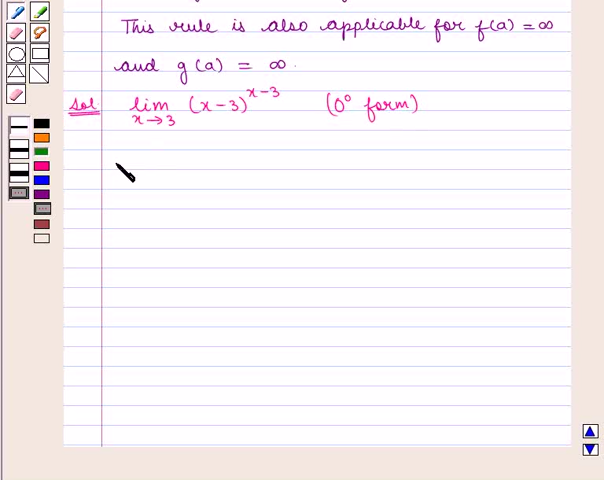 This rule is also applicable for f(a) = ∞
and g(a) = ∞.
Sol lim x→3 (x-3)^(x-3) (0° form)